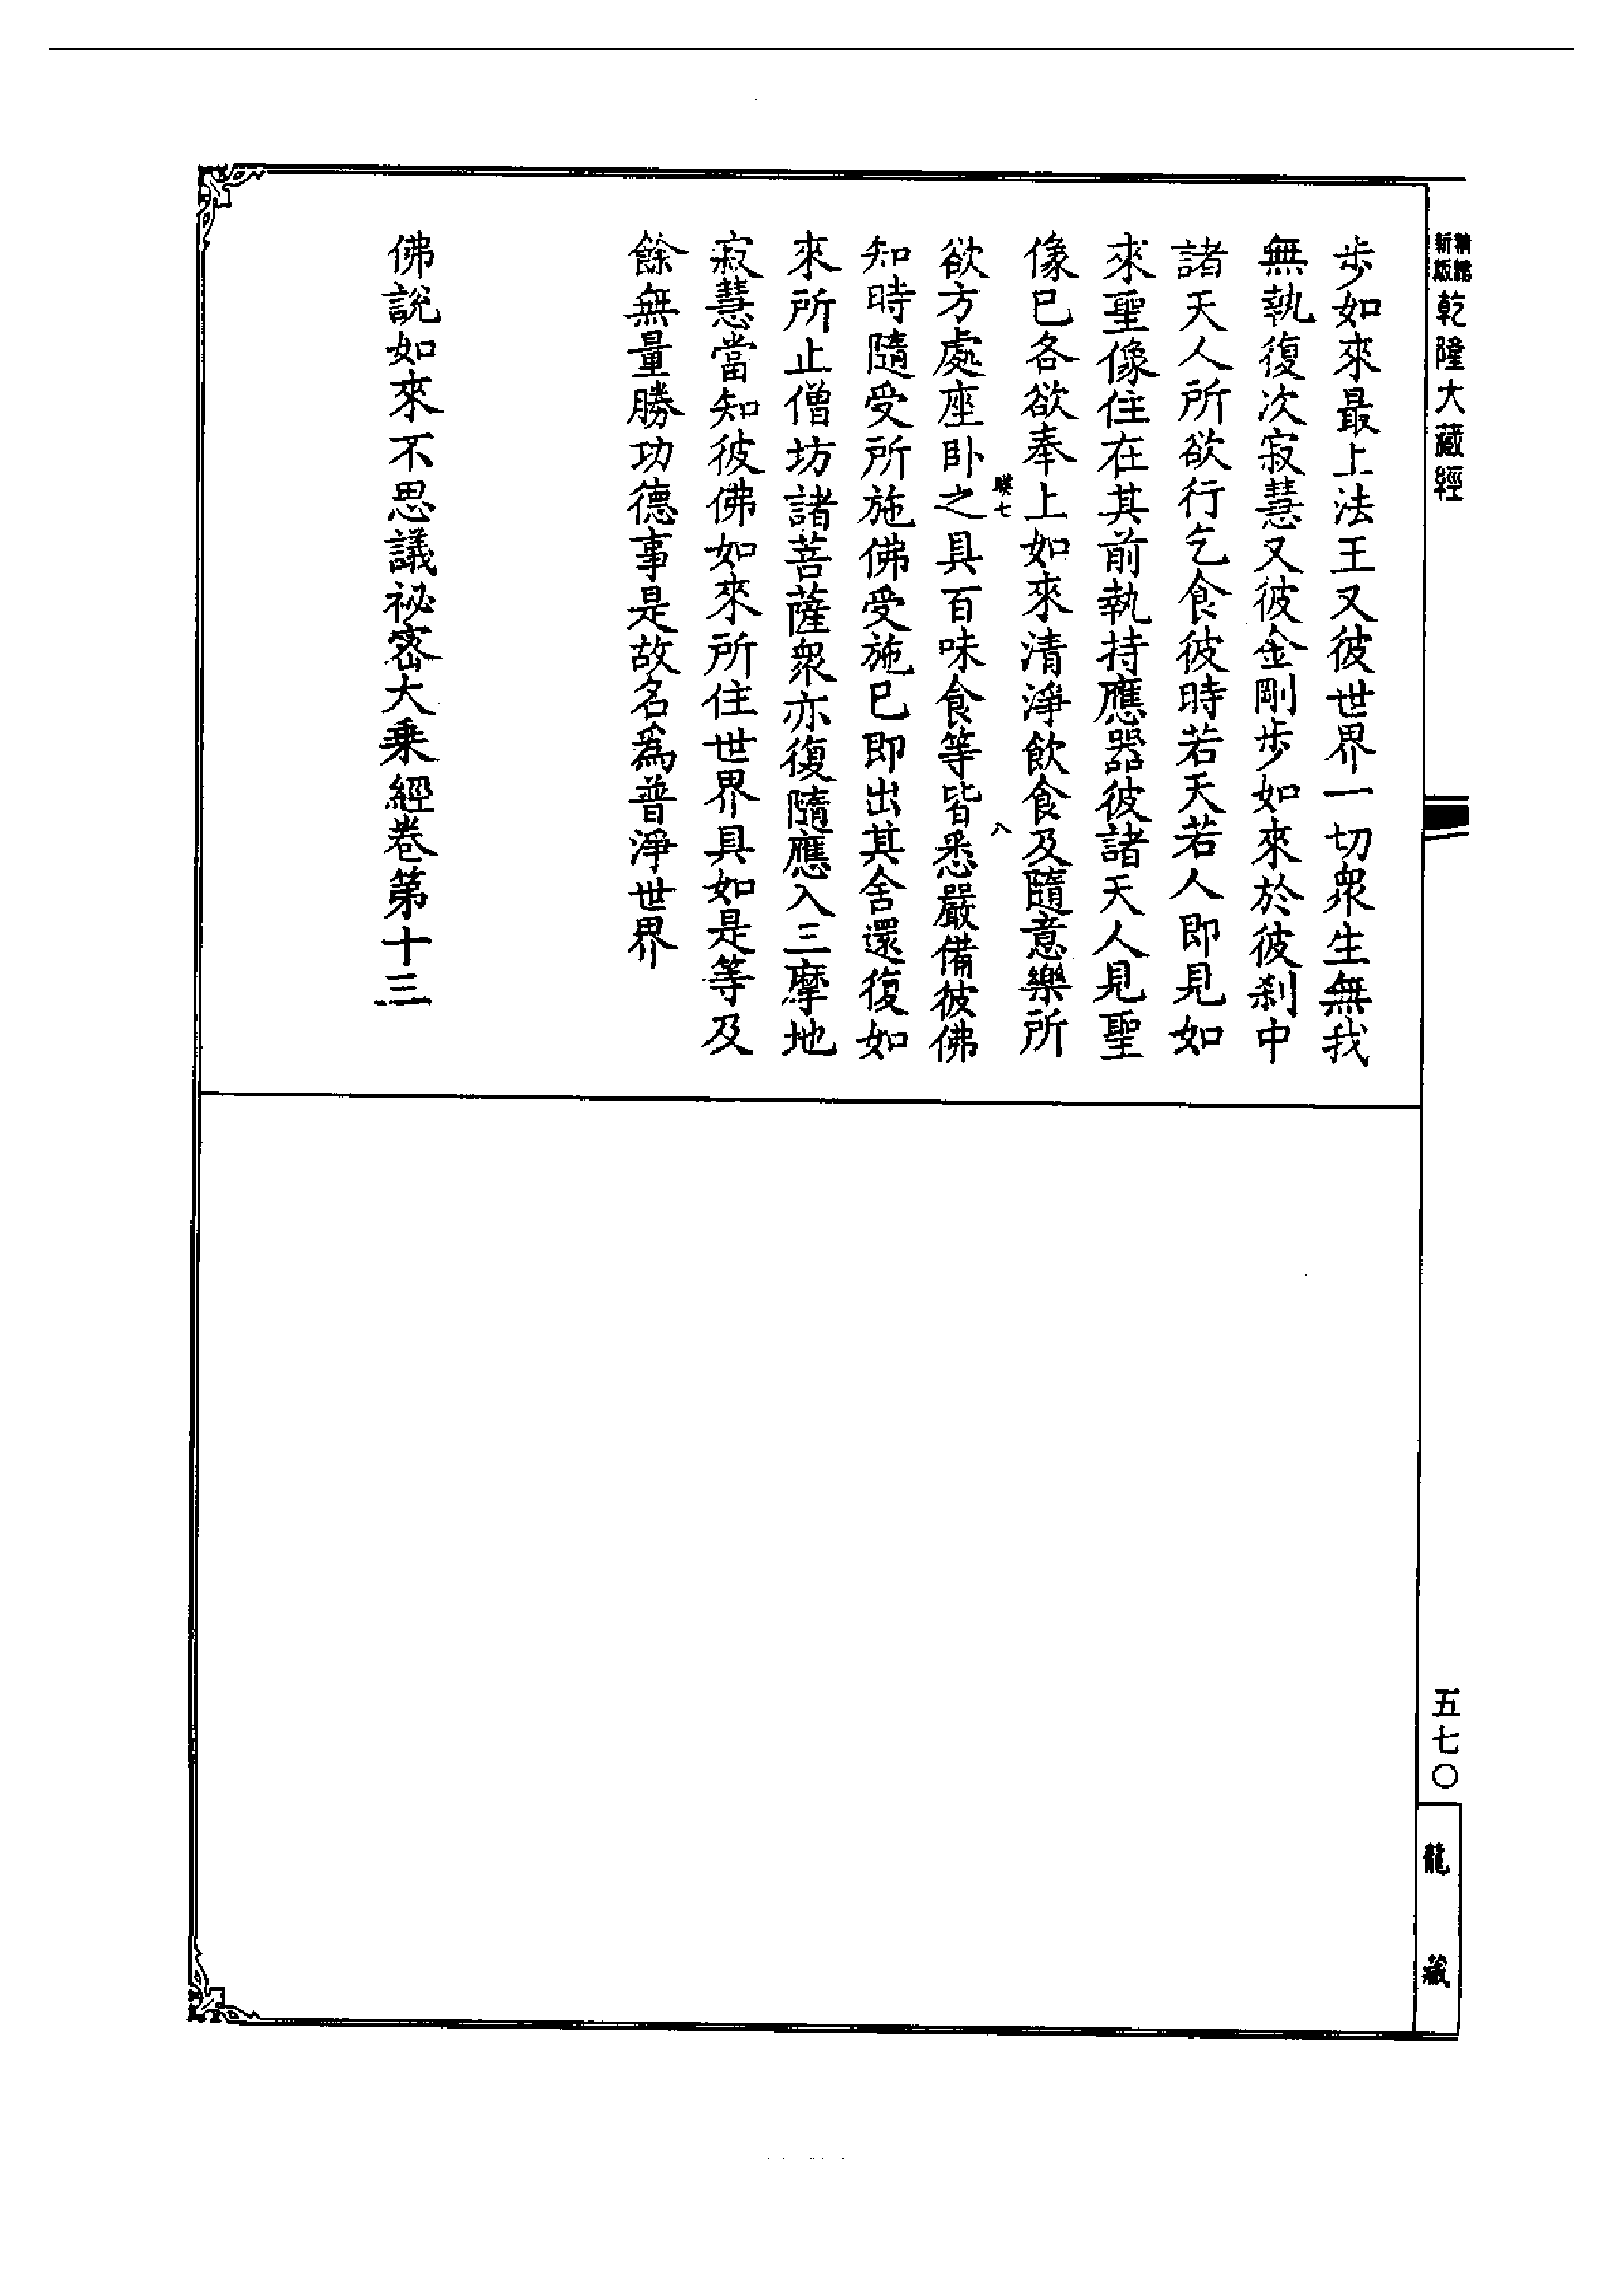 新版 精縮 乾隆大藏經
步如來最上法王又彼世界一切衆生無我
無執復次寂慧又彼金剛步如來於彼刹中
諸天人所欲行乞食彼時若天若人即見如
來聖像住在其前執持應器彼諸天人見聖
像已各欲奉上如來清淨飲食及隨意樂所
欲方處座卧之具百味食等皆悉嚴備彼佛
知時隨受所施佛受施已即出其舍還復如
來所止僧坊諸菩薩衆亦復隨應入三摩地
寂慧當知彼佛如來所住世界具如是等及
餘無量勝功德事是故名為普淨世界
佛說如來不思議祕密大乗經卷第十三
五七〇
龍藏